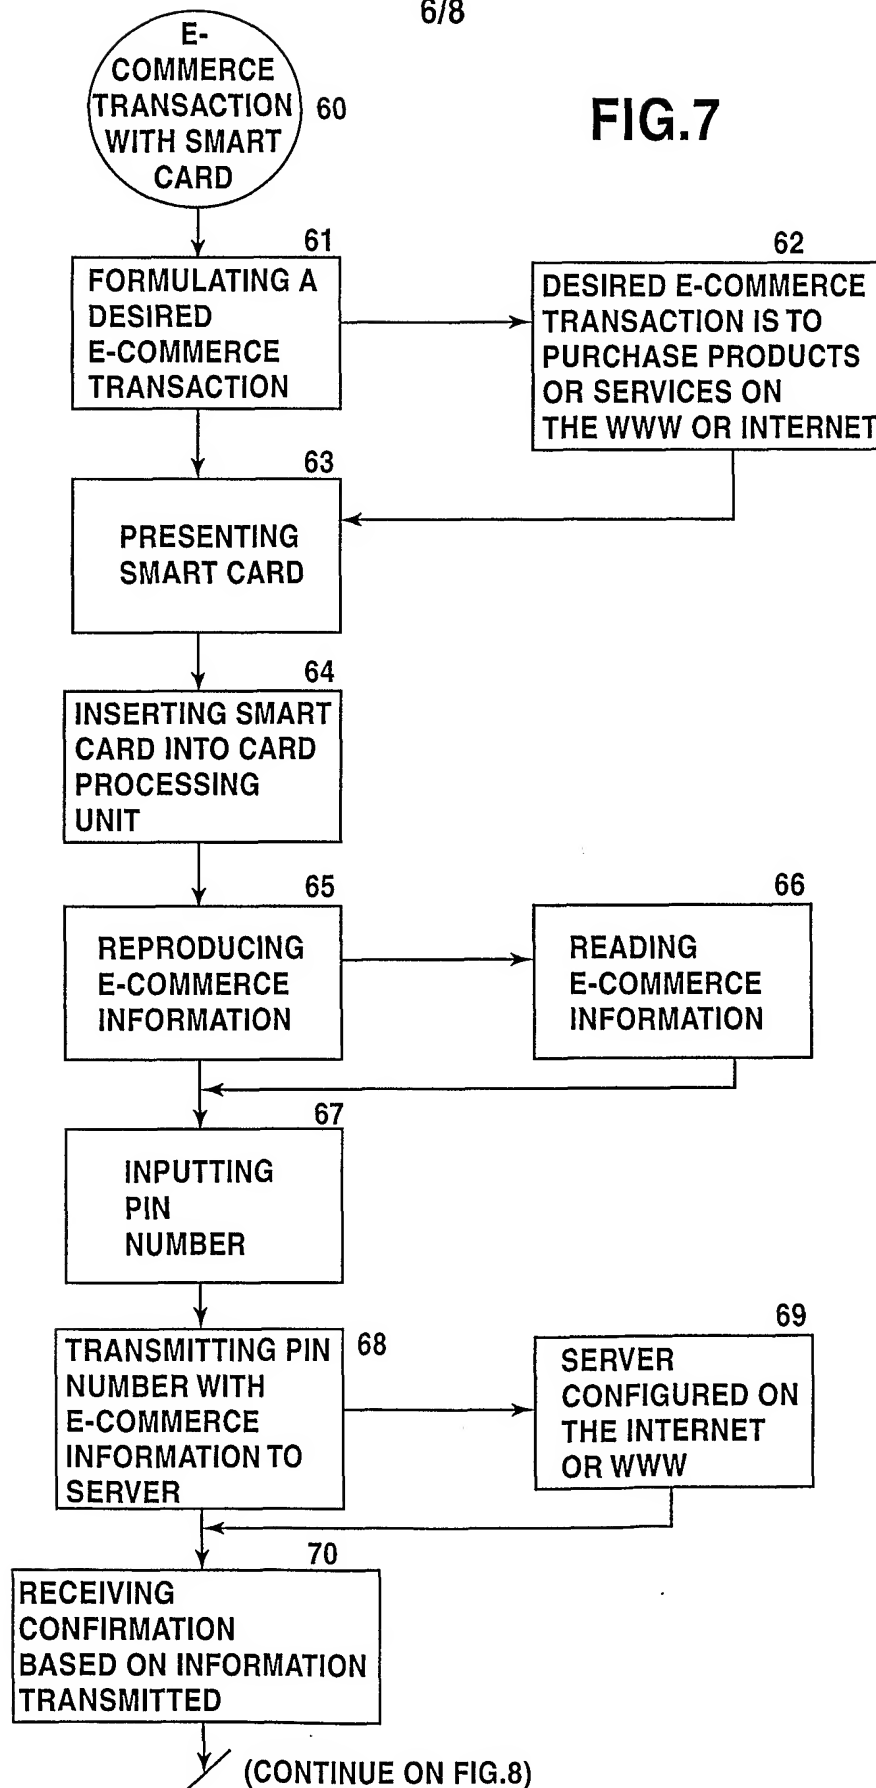 6/8
FIG.7
E-
COMMERCE
TRANSACTION
WITH SMART
CARD
60
61
FORMULATING A
DESIRED
E-COMMERCE
TRANSACTION
62
DESIRED E-COMMERCE
TRANSACTION IS TO
PURCHASE PRODUCTS
OR SERVICES ON
THE WWW OR INTERNET
63
PRESENTING
SMART CARD
64
INSERTING SMART
CARD INTO CARD
PROCESSING
UNIT
65
REPRODUCING
E-COMMERCE
INFORMATION
66
READING
E-COMMERCE
INFORMATION
67
INPUTTING
PIN
NUMBER
68
TRANSMITTING PIN
NUMBER WITH
E-COMMERCE
INFORMATION TO
SERVER
69
SERVER
CONFIGURED ON
THE INTERNET
OR WWW
70
RECEIVING
CONFIRMATION
BASED ON INFORMATION
TRANSMITTED
(CONTINUE ON FIG.8)